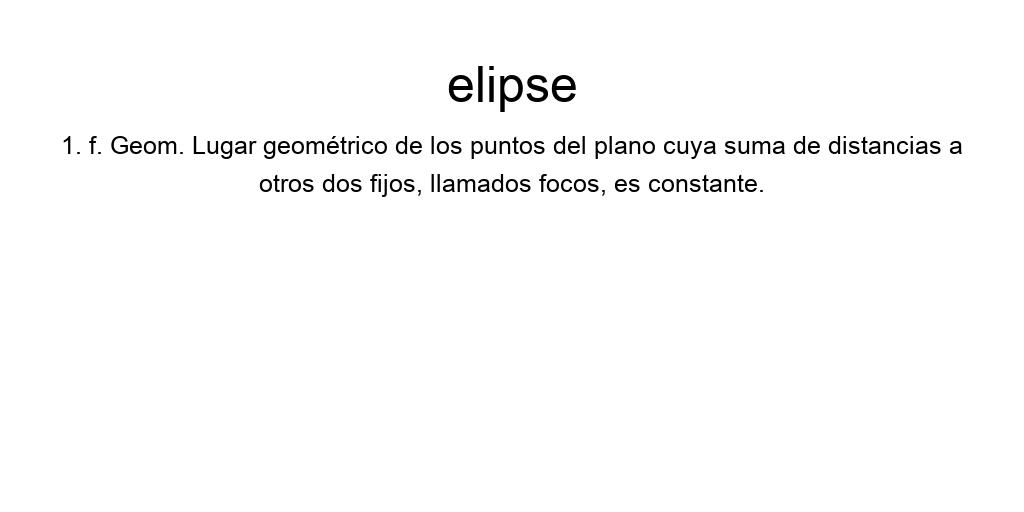 elipse
1. f. Geom. Lugar geométrico de los puntos del plano cuya suma de distancias a
otros dos fijos, llamados focos, es constante.